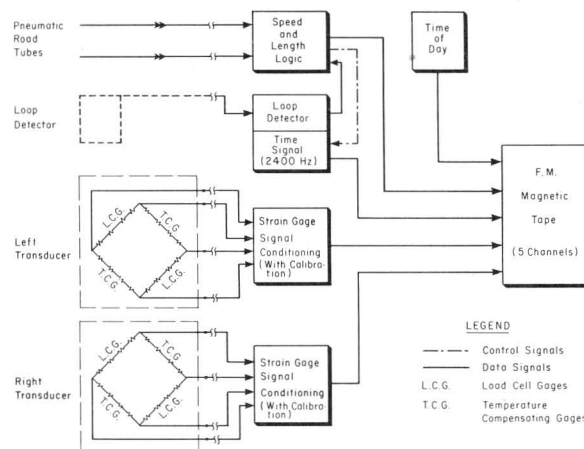 Pneumatic
Road
Tubes
Speed
and
Length
Logic
Time
of
Day
Loop
Detector
Loop
Detector
Time
Signal
(2400 Hz)
F. M.
Magnetic
Tape
(5 Channels)
Left
Transducer
L.C.G.
T.C.G.
T.C.G.
L.C.G.
Strain Gage
Signal
Conditioning
(With Calibra-
tion)
Right
Transducer
L.C.G.
T.C.G
T.C.G.
L.C.G.
Strain Gage
Signal
Conditioning
(With Calibra-
tion)
LEGEND
Control Signals
Data Signals
L.C.G. Load Cell Gages
T.C.G. Temperature
Compensating Gages